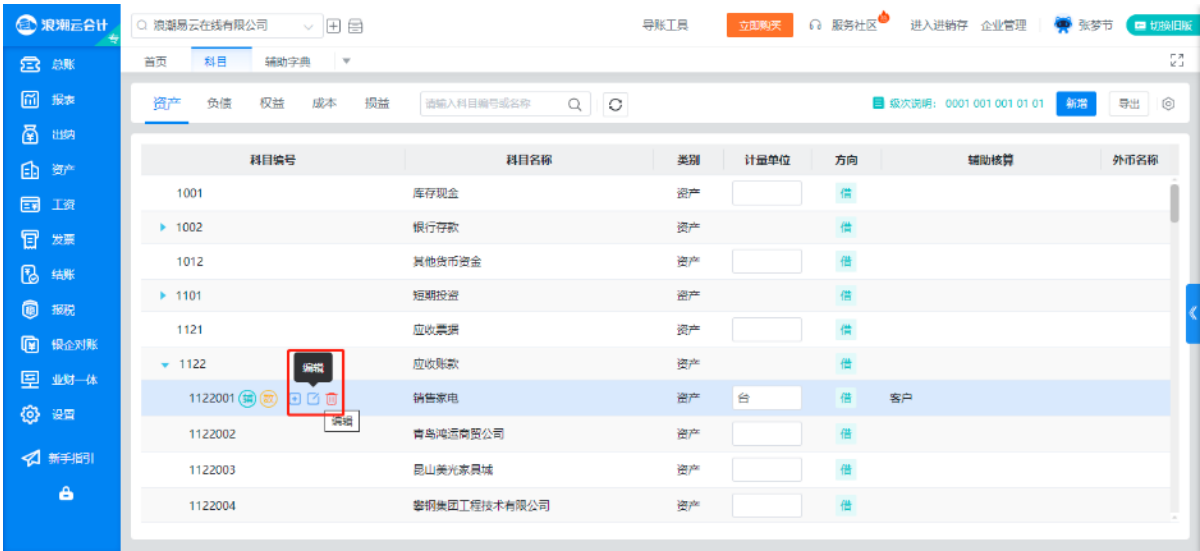 浪潮云会计 专
浪潮易云在线有限公司 导账工具 立即购买 服务社区 进入进销存 企业管理 张梦节 切换旧版
首页 科目 辅助字典
总账
报表
出纳
资产
工资
发票
结账
报税
银企对账
业财一体
设置
新手指引
资产 负债 权益 成本 损益 请输入科目编号或名称 级次说明: 0001 001 001 01 01 新增 导出
科目编号 科目名称 类别 计量单位 方向 辅助核算 外币名称
1001 库存现金 资产 借
1002 银行存款 资产 借
1012 其他货币资金 资产 借
1101 短期投资 资产 借
1121 应收票据 资产 借
1122 编辑 应收账款 资产 借
1122001 辅 数 销售家电 资产 台 借 客户
编辑
1122002 青岛鸿运商贸公司 资产 借
1122003 昆山美光家具城 资产 借
1122004 攀钢集团工程技术有限公司 资产 借